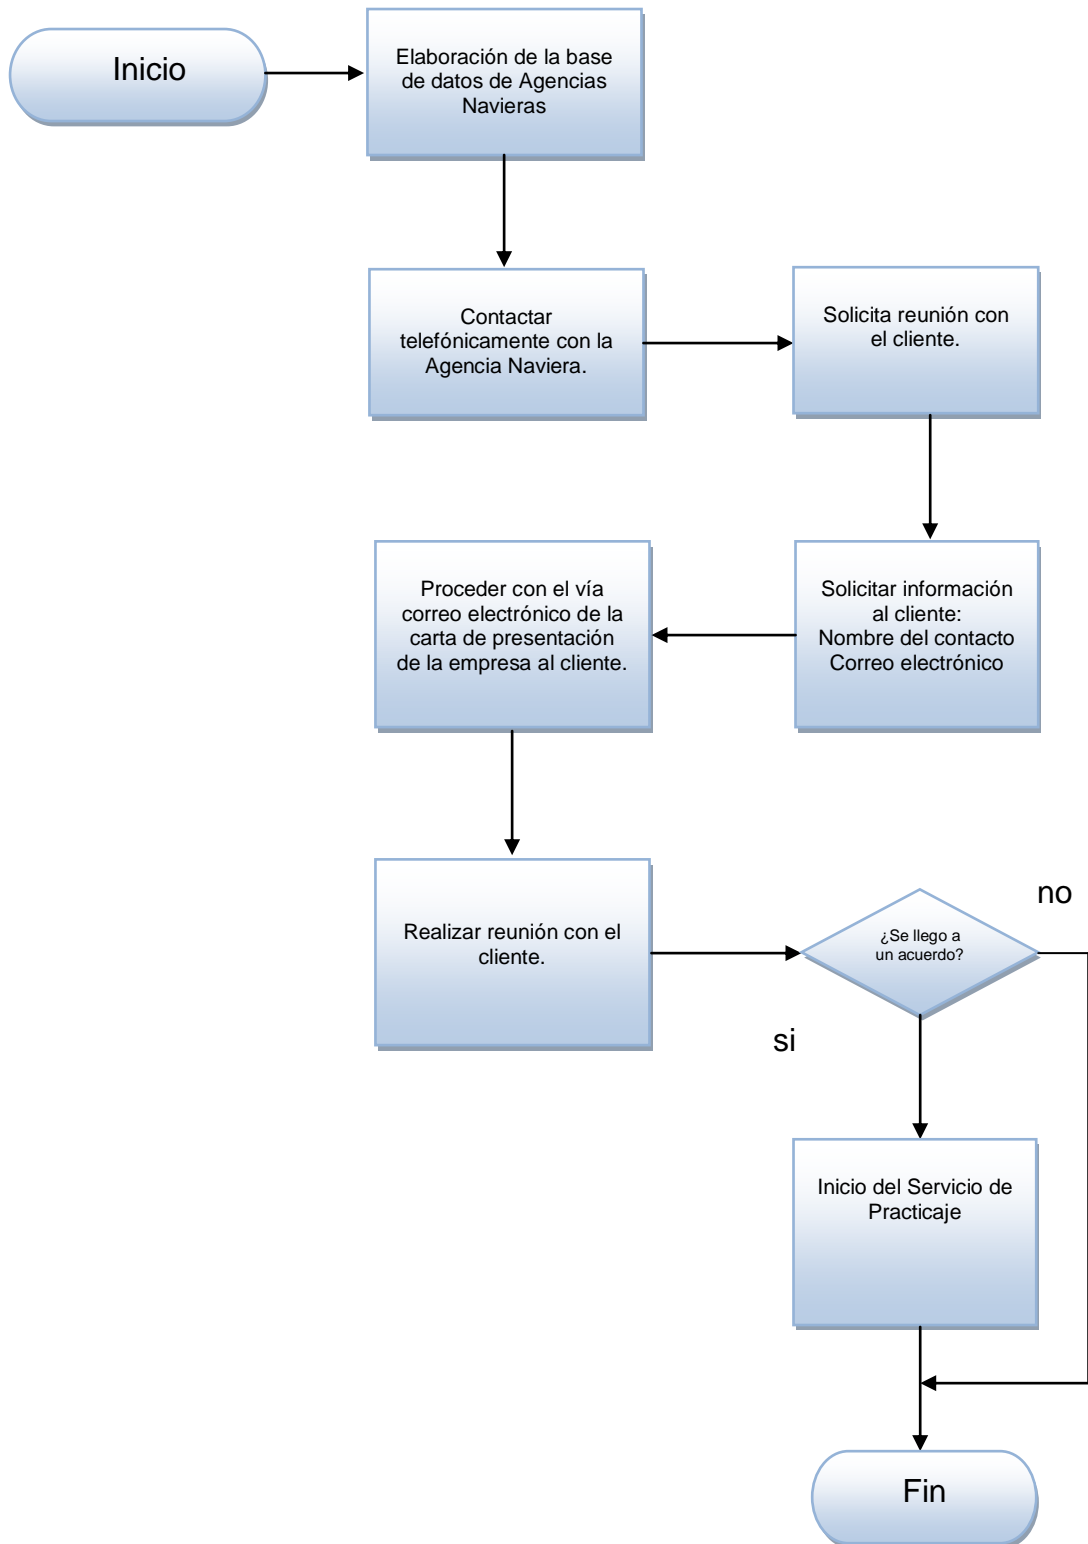 Inicio
Elaboración de la base
de datos de Agencias
Navieras
Contactar
telefónicamente con la
Agencia Naviera.
Solicita reunión con
el cliente.
Solicitar información
al cliente:
Nombre del contacto
Correo electrónico
Proceder con el vía
correo electrónico de la
carta de presentación
de la empresa al cliente.
Realizar reunión con el
cliente.
¿Se llego a
un acuerdo?
no
si
Inicio del Servicio de
Practicaje
Fin